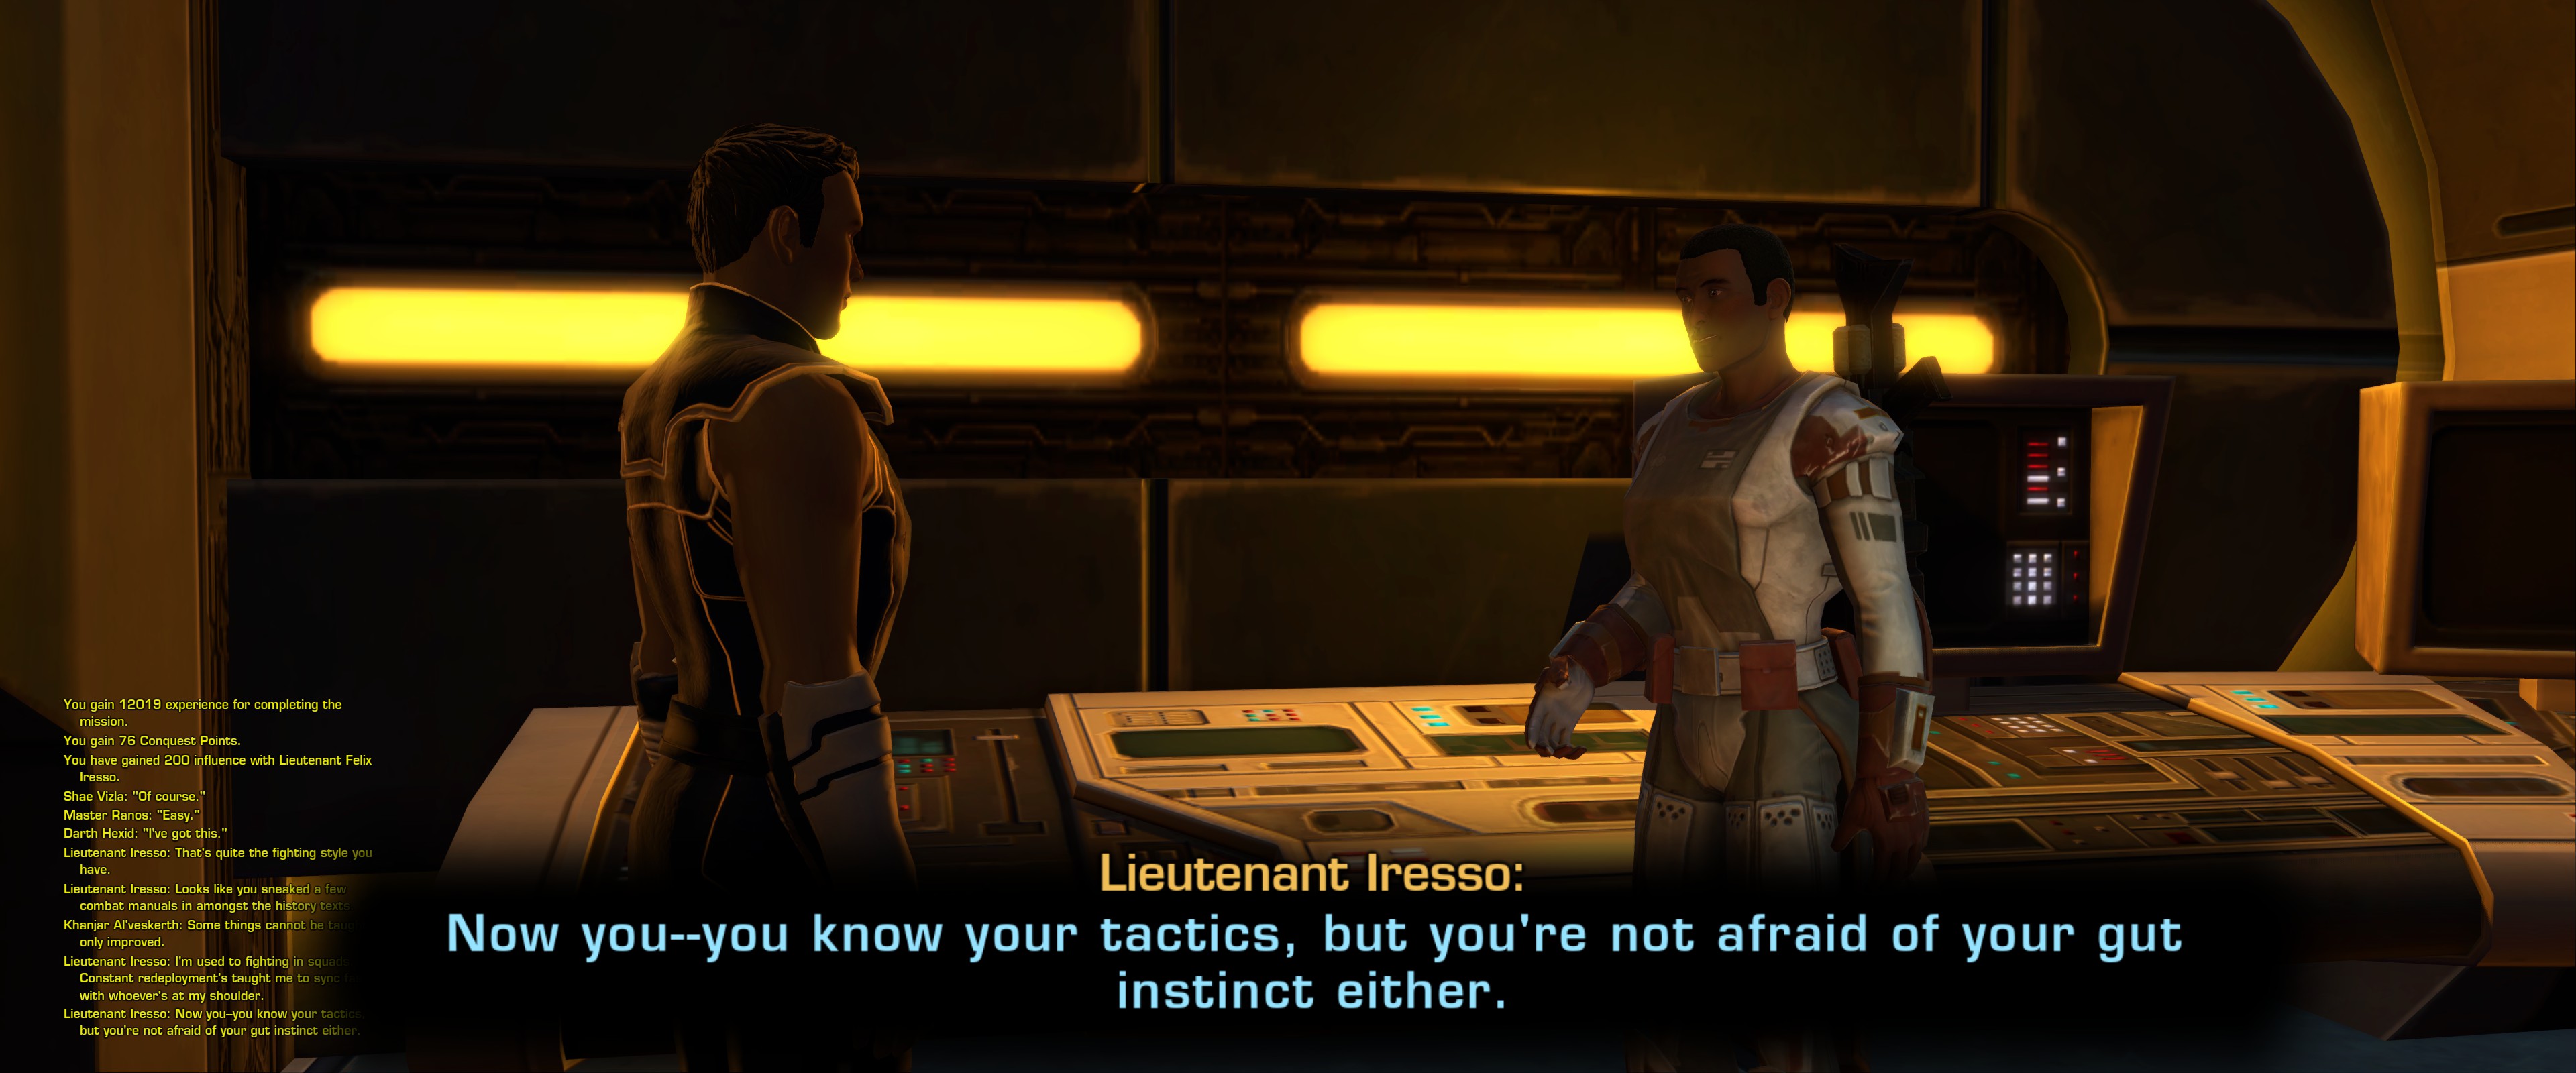 You gain 12019 experience for completing the
mission.
You gain 76 Conquest Points.
You have gained 200 influence with Lieutenant Felix
Iresso.
Shae Vizla: "Of course."
Master Ranos: "Easy."
Darth Hexid: "I've got this."
Lieutenant Iresso: That's quite the fighting style you
have.
Lieutenant Iresso: Looks like you sneaked a few
combat manuals in amongst the history texts.
Khanjar Al'veskerth: Some things cannot be
only improved.
Lieutenant Iresso: I'm used to fighting in
Constant redeployment's taught me to sync
with whoever's at my shoulder.
Lieutenant Iresso: Now you--you know your tactics,
but you're not afraid of your gut instinct either.
Lieutenant Iresso:
Now you--you know your tactics, but you're not afraid of your gut
instinct either.